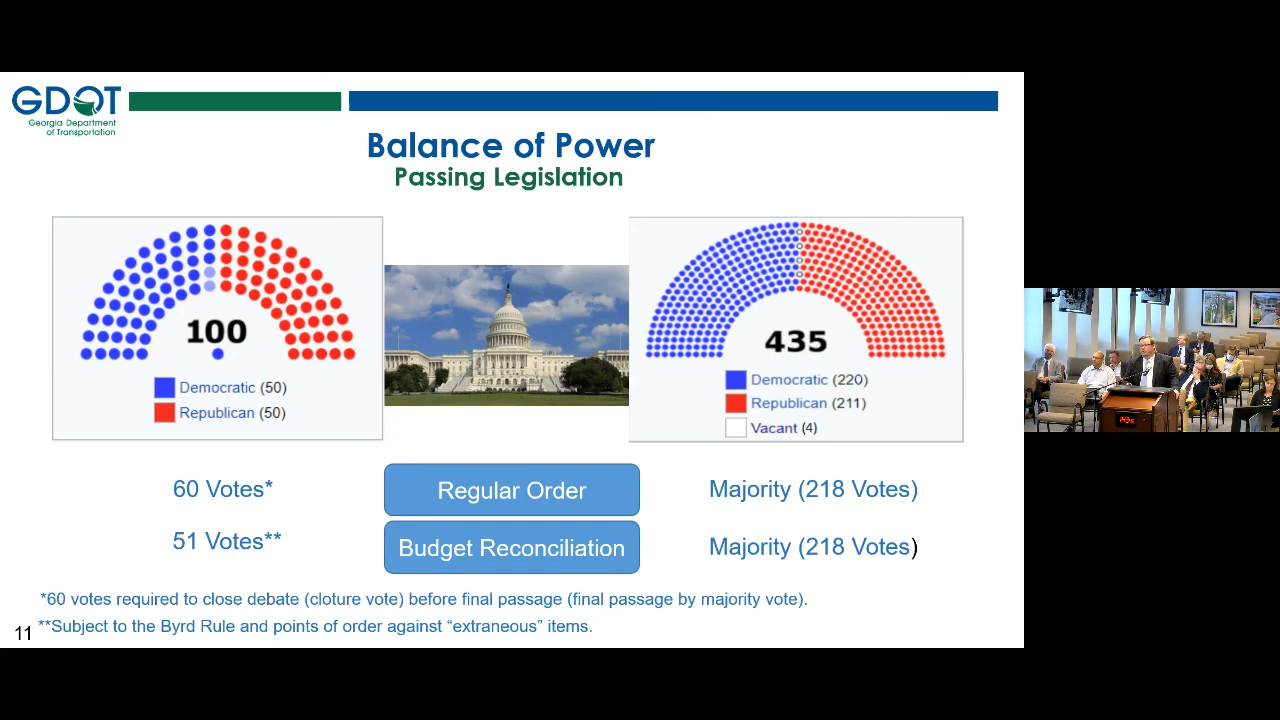 GDOT
Georgia Department
of Transportation
Balance of Power
Passing Legislation
100
Democratic (50)
Republican (50)
435
Democratic (220)
Republican (211)
Vacant (4)
60 Votes*
Regular Order
Majority (218 Votes)
51 Votes**
Budget Reconciliation
Majority (218 Votes)
*60 votes required to close debate (cloture vote) before final passage (final passage by majority vote).
**Subject to the Byrd Rule and points of order against “extraneous” items.
11